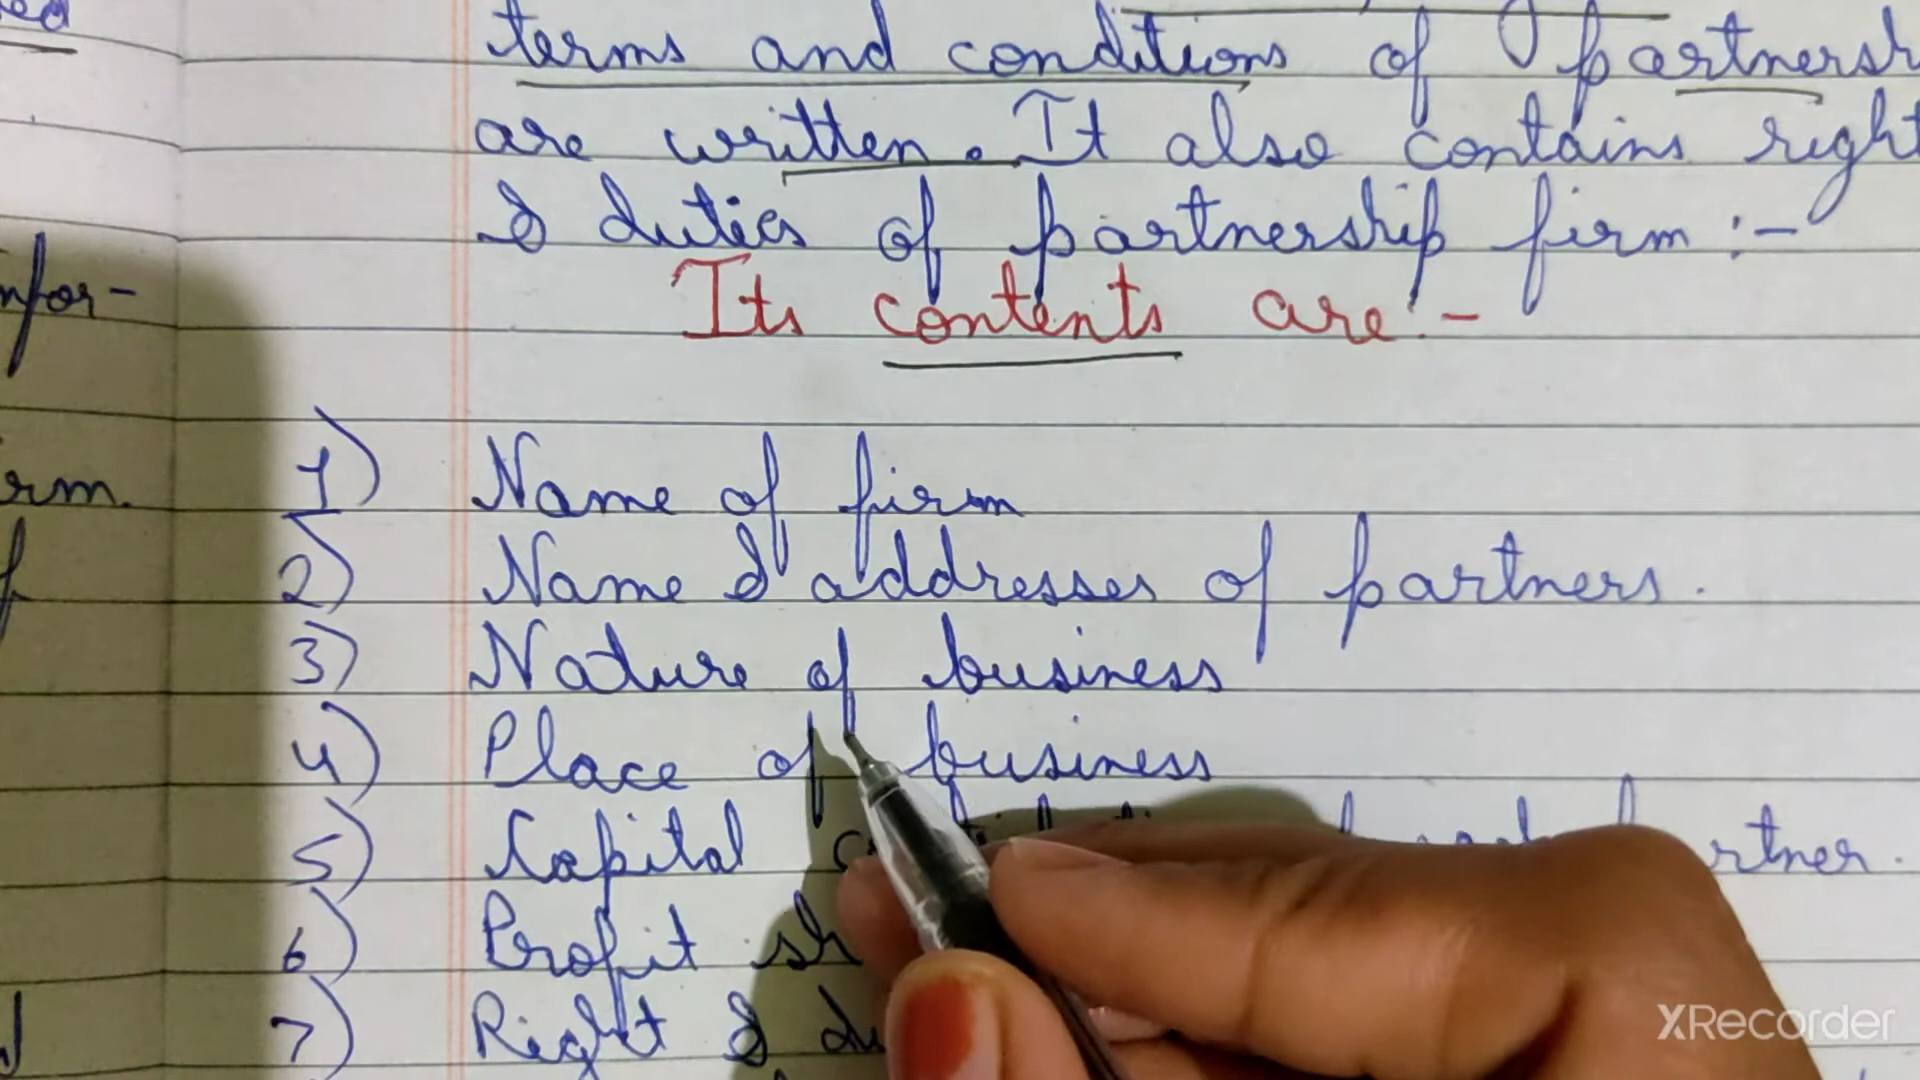 terms and conditions of
are written. It also contains right
& duties of partnership firm :-
Its contents are :-
1) Name of firm
2) Name & addresses of partners.
3) Nature of business
4) Place of business
5) Capital
6) Profit
7) Right &
nfor-
XRecorder